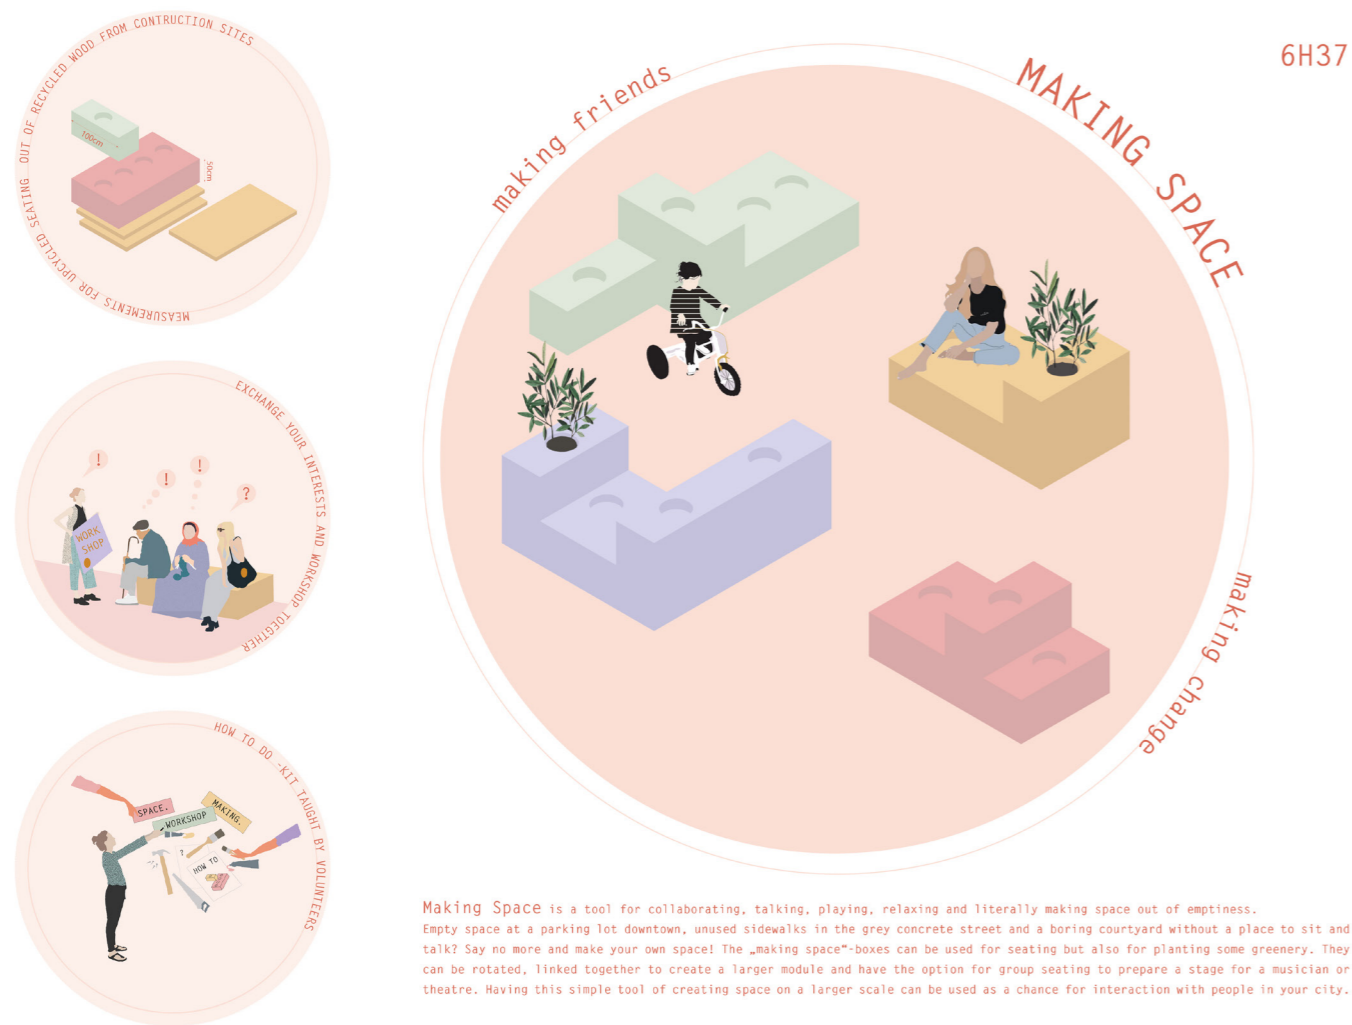 6H37
MAKING SPACE
making friends
making change
MEASUREMENTS FOR UPCYCLED SEATING OUT OF RECYCLED WOOD FROM CONTRUCTION SITES
100cm
50cm
EXCHANGE YOUR INTERESTS AND WORKSHOP TOEGTHER
!
!
!
?
WORK
SHOP
HOW TO DO -KIT TAUGHT BY VOLUNTEERS
SPACE.
WORKSHOP
MAKING.
?
HOW TO
Making Space is a tool for collaborating, talking, playing, relaxing and literally making space out of emptiness.
Empty space at a parking lot downtown, unused sidewalks in the grey concrete street and a boring courtyard without a place to sit and
talk? Say no more and make your own space! The „making space“-boxes can be used for seating but also for planting some greenery. They
can be rotated, linked together to create a larger module and have the option for group seating to prepare a stage for a musician or
theatre. Having this simple tool of creating space on a larger scale can be used as a chance for interaction with people in your city.